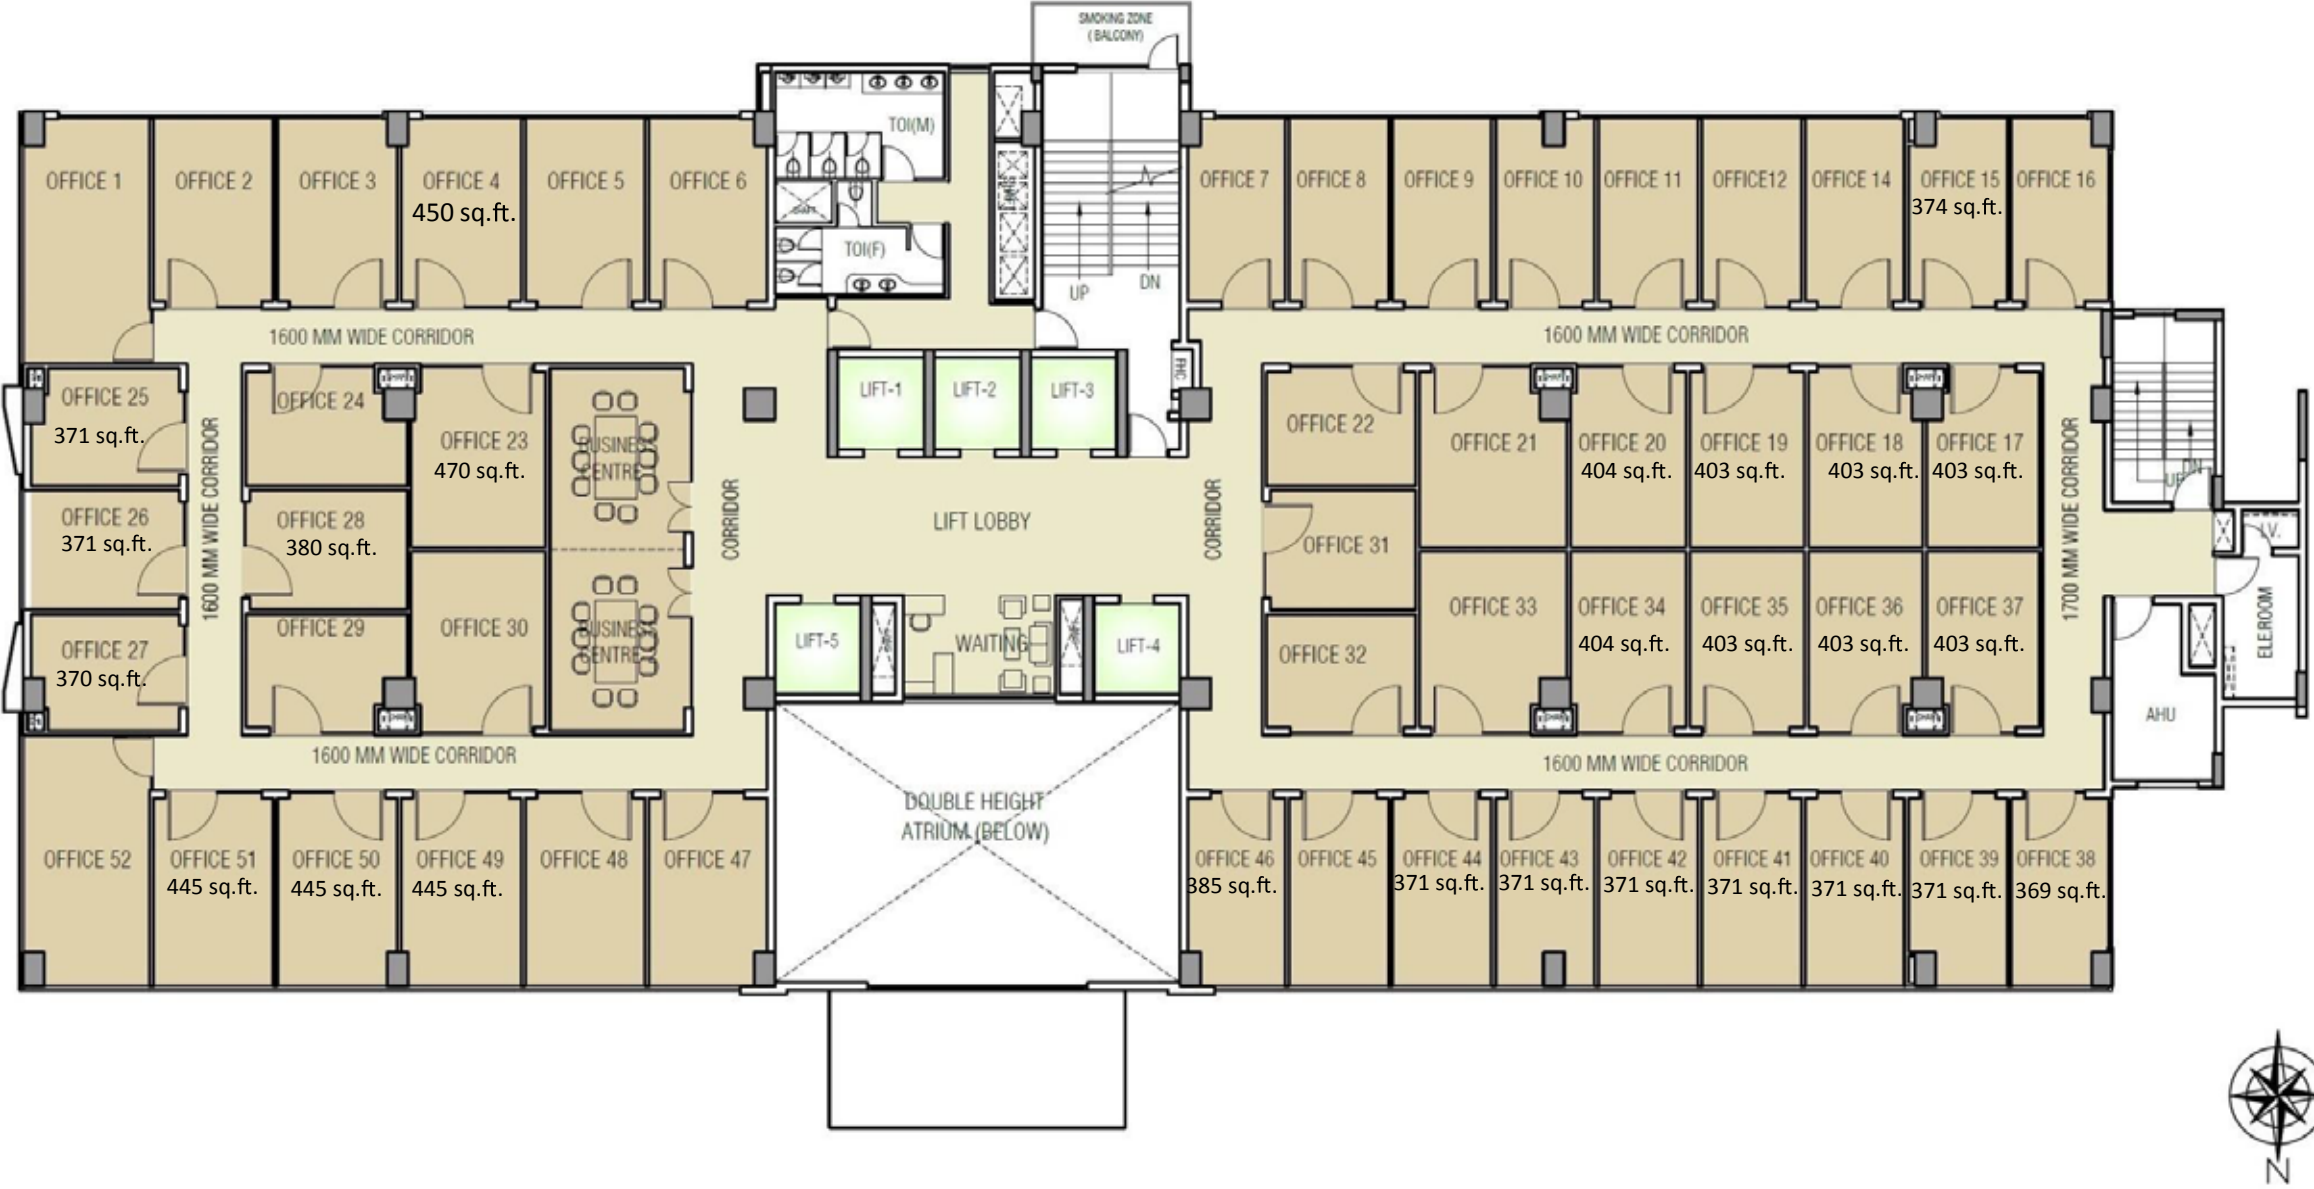 SMOKING ZONE
(BALCONY)
TOI(M)
OFFICE 1
OFFICE 2
OFFICE 3
OFFICE 4
450 sq.ft.
OFFICE 5
OFFICE 6
SHAFT
TOI(F)
UP
DN
OFFICE 7
OFFICE 8
OFFICE 9
OFFICE 10
OFFICE 11
OFFICE12
OFFICE 14
OFFICE 15
374 sq.ft.
OFFICE 16
1600 MM WIDE CORRIDOR
1600 MM WIDE CORRIDOR
FHC
LIFT-1
LIFT-2
LIFT-3
OFFICE 25
371 sq.ft.
OFFICE 24
OFFICE 23
470 sq.ft.
BUSINESS
CENTRE
OFFICE 22
OFFICE 21
OFFICE 20
404 sq.ft.
OFFICE 19
403 sq.ft.
OFFICE 18
403 sq.ft.
OFFICE 17
403 sq.ft.
UP
DN
1600 MM WIDE CORRIDOR
CORRIDOR
LIFT LOBBY
CORRIDOR
1700 MM WIDE CORRIDOR
OFFICE 26
371 sq.ft.
OFFICE 28
380 sq.ft.
OFFICE 31
L.V.
ELE.ROOM
OFFICE 27
370 sq.ft.
OFFICE 29
OFFICE 30
BUSINESS
CENTRE
LIFT-5
WAITING
LIFT-4
OFFICE 32
OFFICE 33
OFFICE 34
404 sq.ft.
OFFICE 35
403 sq.ft.
OFFICE 36
403 sq.ft.
OFFICE 37
403 sq.ft.
AHU
1600 MM WIDE CORRIDOR
1600 MM WIDE CORRIDOR
DOUBLE HEIGHT
ATRIUM (BELOW)
OFFICE 52
OFFICE 51
445 sq.ft.
OFFICE 50
445 sq.ft.
OFFICE 49
445 sq.ft.
OFFICE 48
OFFICE 47
OFFICE 46
385 sq.ft.
OFFICE 45
OFFICE 44
371 sq.ft.
OFFICE 43
371 sq.ft.
OFFICE 42
371 sq.ft.
OFFICE 41
371 sq.ft.
OFFICE 40
371 sq.ft.
OFFICE 39
371 sq.ft.
OFFICE 38
369 sq.ft.
N